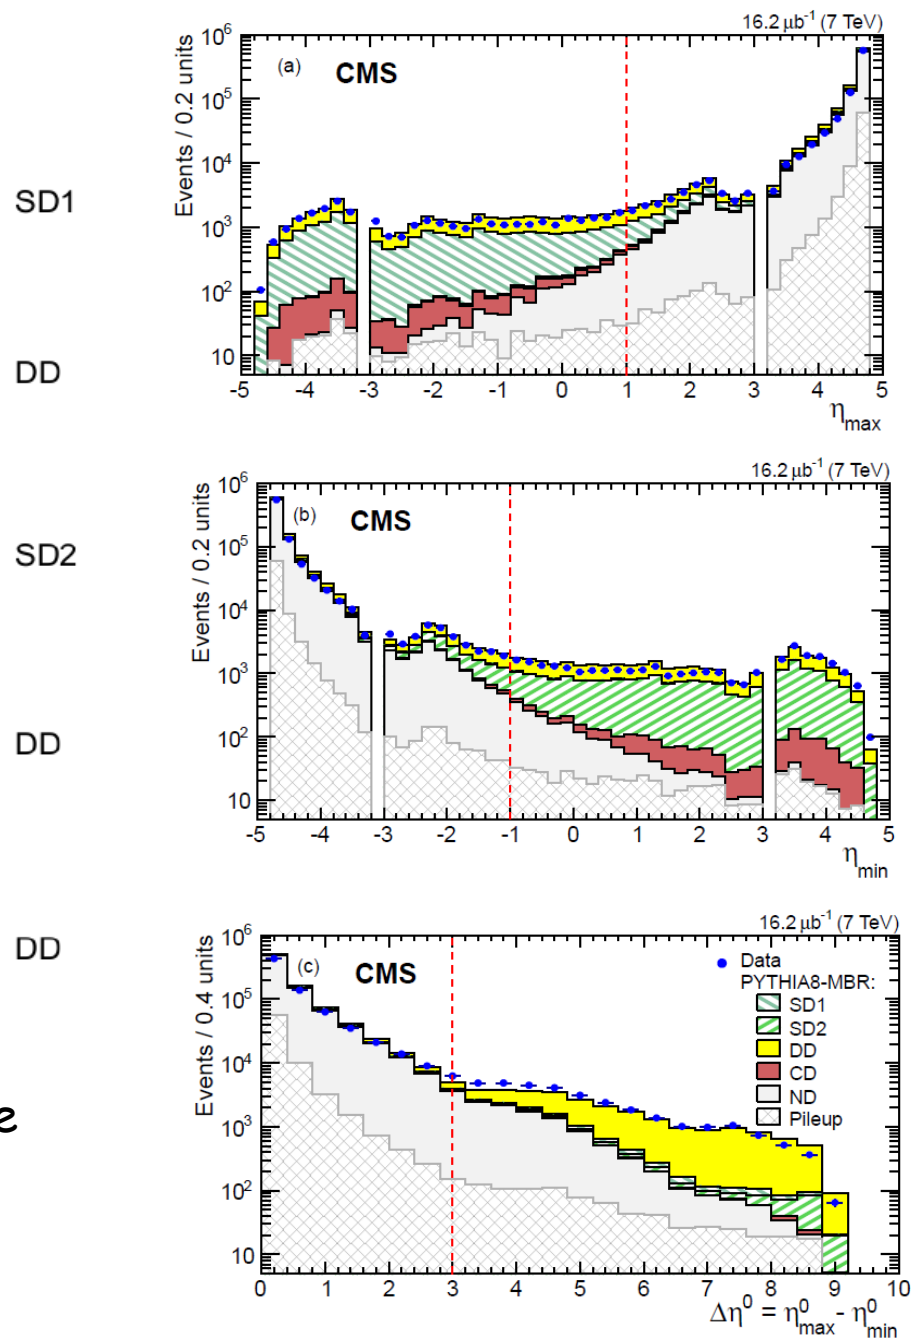 16.2 μb⁻¹ (7 TeV)
(a)
CMS
Events / 0.2 units
10⁶
10⁵
10⁴
10³
10²
10
-5 -4 -3 -2 -1 0 1 2 3 4 5
η_max
SD1
DD
16.2 μb⁻¹ (7 TeV)
(b)
CMS
Events / 0.2 units
10⁶
10⁵
10⁴
10³
10²
10
-5 -4 -3 -2 -1 0 1 2 3 4 5
η_min
SD2
DD
16.2 μb⁻¹ (7 TeV)
(c)
CMS
Events / 0.4 units
10⁶
10⁵
10⁴
10³
10²
10
0 1 2 3 4 5 6 7 8 9 10
Δη⁰ = η⁰_max - η⁰_min
Data
PYTHIA8-MBR:
SD1
SD2
DD
CD
ND
Pileup
DD
e